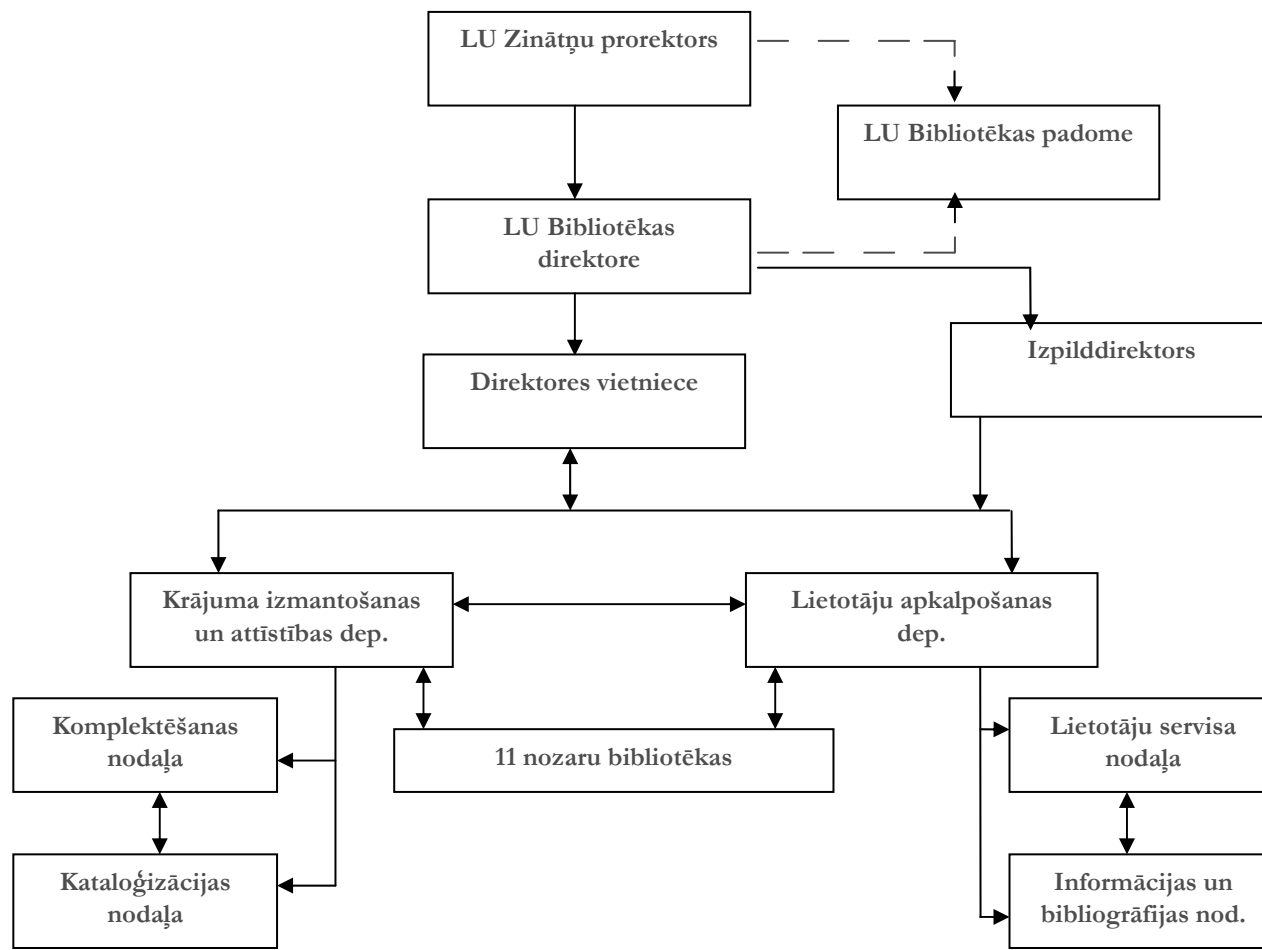 LU Zinātņu prorektors
LU Bibliotēkas padome
LU Bibliotēkas
direktore
Izpilddirektors
Direktores vietniece
Krājuma izmantošanas
un attīstības dep.
Lietotāju apkalpošanas
dep.
Komplektēšanas
nodaļa
11 nozaru bibliotēkas
Lietotāju servisa
nodaļa
Kataloģizācijas
nodaļa
Informācijas un
bibliogrāfijas nod.